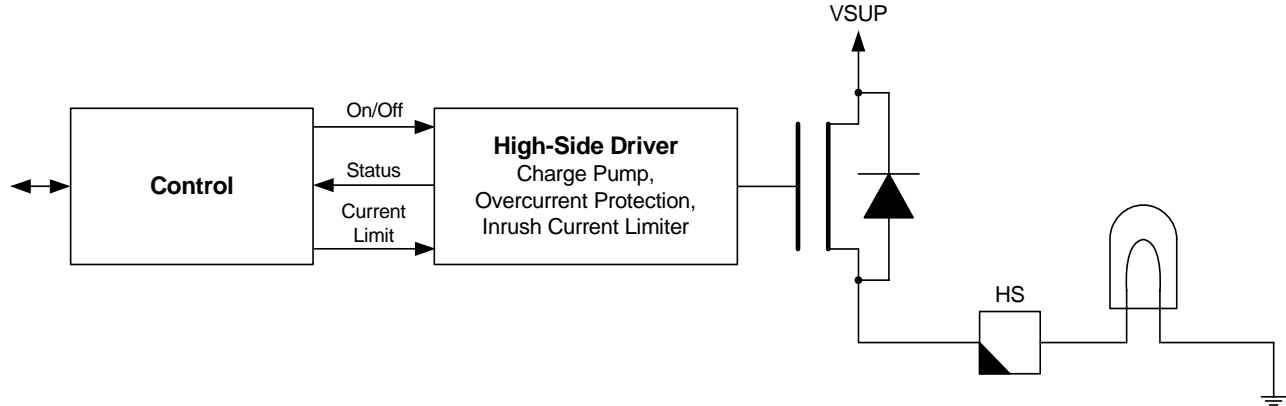 VSUP
Control
On/Off
Status
Current
Limit
High-Side Driver
Charge Pump,
Overcurrent Protection,
Inrush Current Limiter
HS